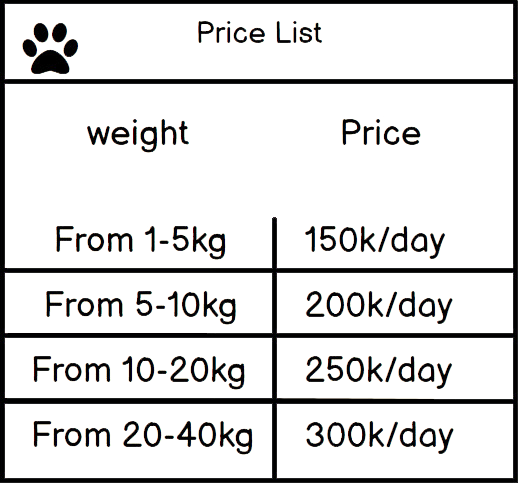 Price List
weight Price
From 1-5kg 150k/day
From 5-10kg 200k/day
From 10-20kg 250k/day
From 20-40kg 300k/day